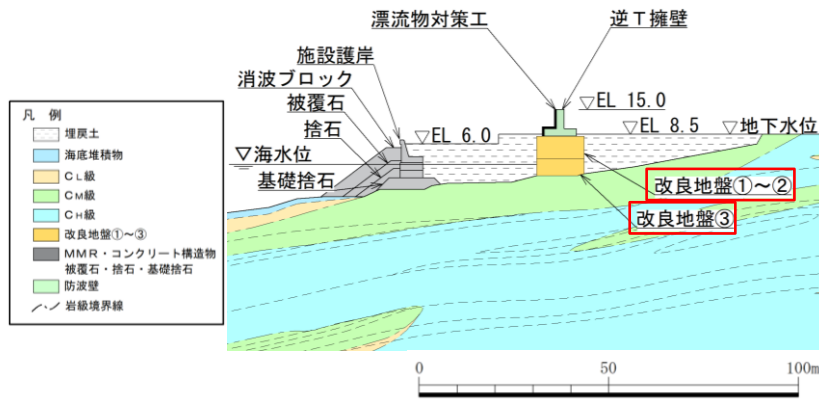 漂流物対策工
逆T擁壁
施設護岸
消波ブロック
被覆石
捨石
▽海水位
基礎捨石
▽EL 15.0
▽EL 6.0
▽EL 8.5
▽地下水位
改良地盤①～②
改良地盤③
凡 例
埋戻土
海底堆積物
CL級
CM級
CH級
改良地盤①～③
MMR・コンクリート構造物
被覆石・捨石・基礎捨石
防波壁
岩級境界線
0 50 100m